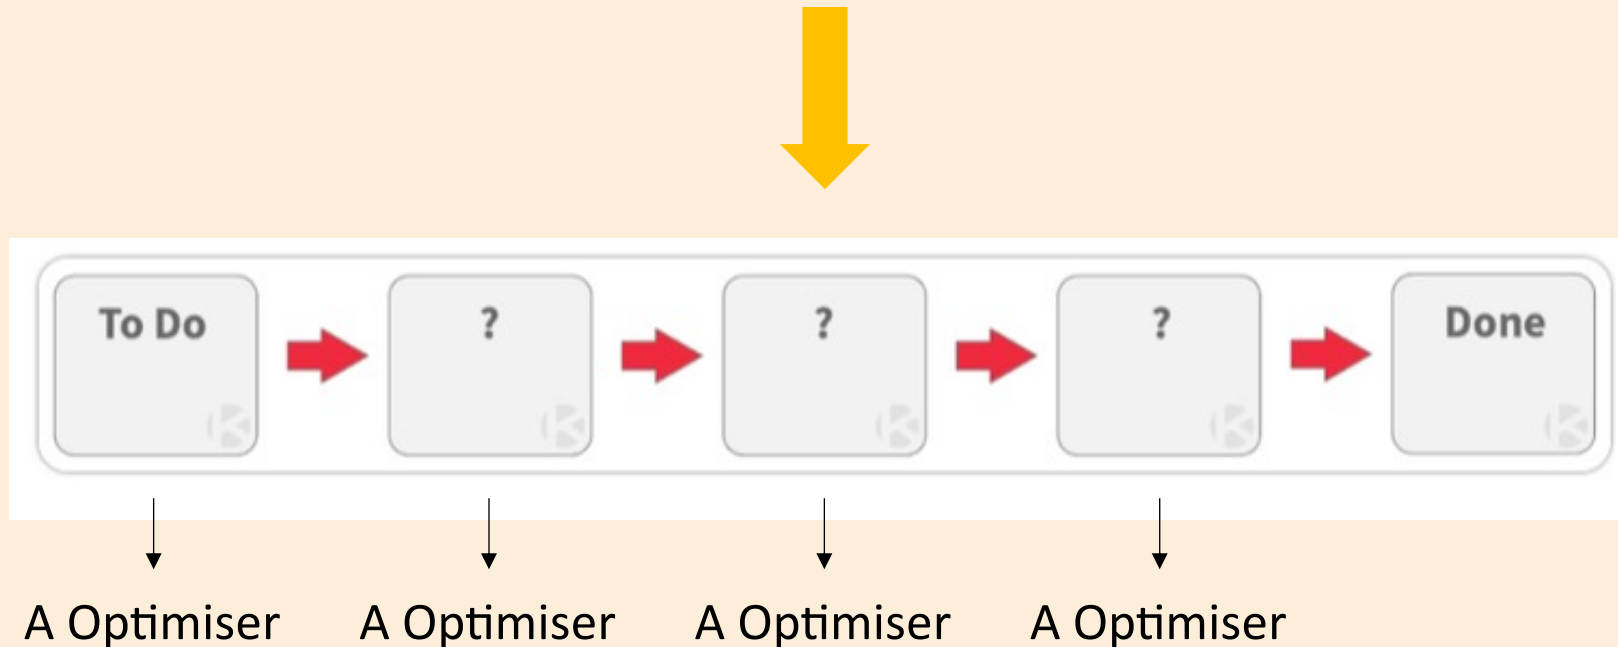 To Do ? ? ? Done
A Optimiser A Optimiser A Optimiser A Optimiser